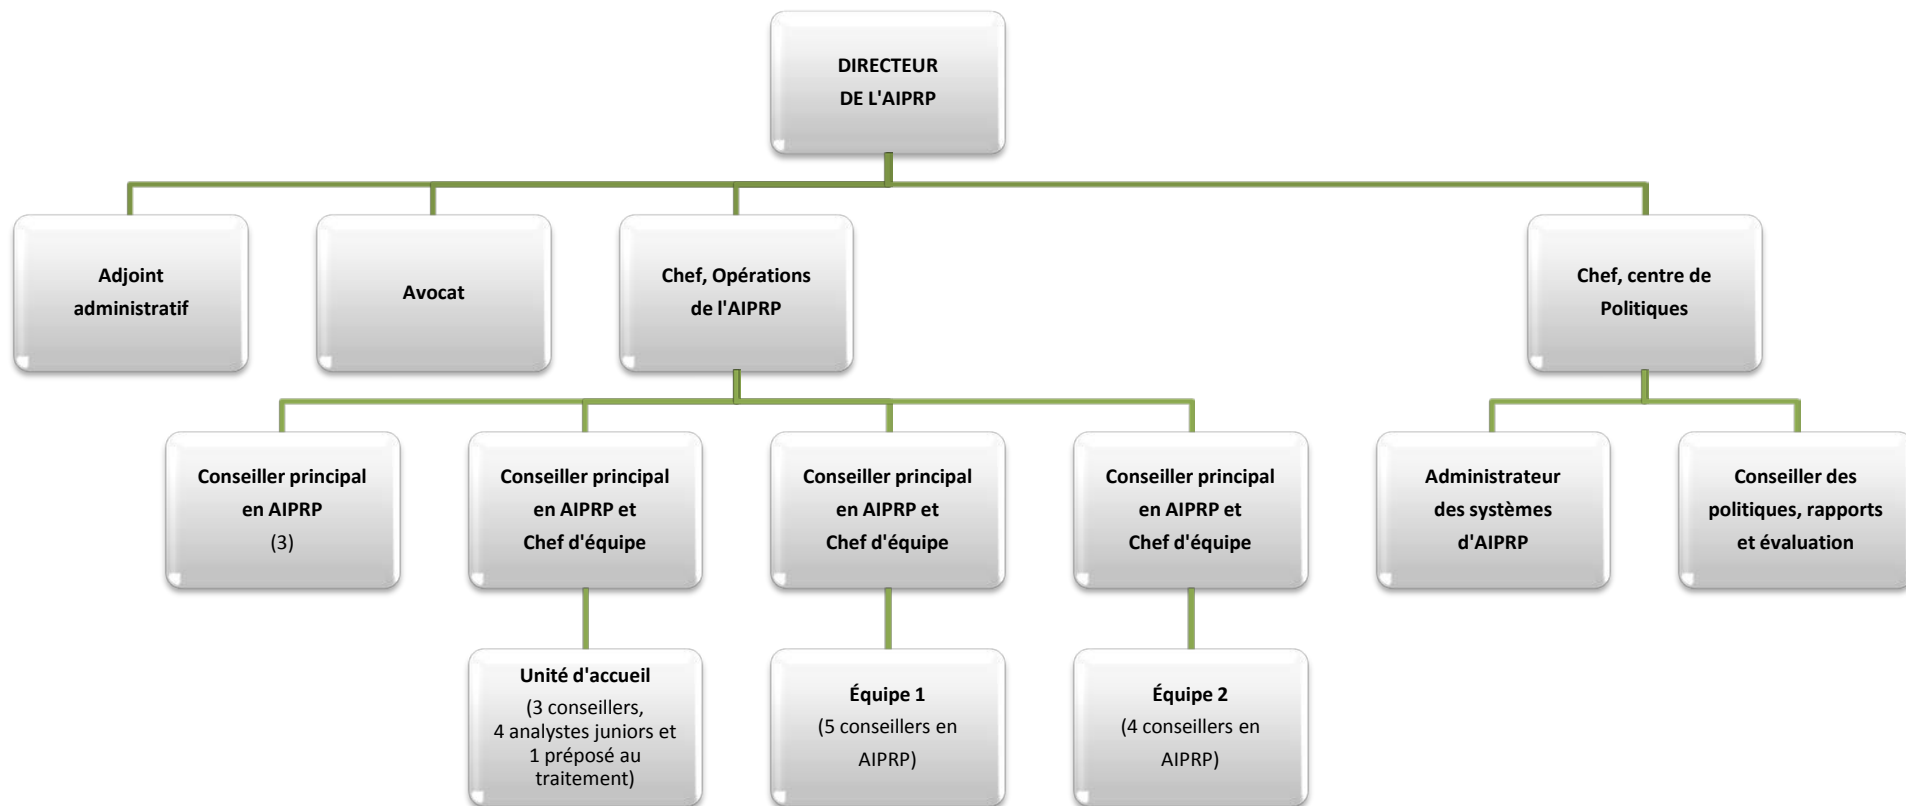 DIRECTEUR
DE L'AIPRP
Adjoint
administratif
Avocat
Chef, Opérations
de l'AIPRP
Chef, centre de
Politiques
Conseiller principal
en AIPRP
(3)
Conseiller principal
en AIPRP et
Chef d'équipe
Conseiller principal
en AIPRP et
Chef d'équipe
Conseiller principal
en AIPRP et
Chef d'équipe
Administrateur
des systèmes
d'AIPRP
Conseiller des
politiques, rapports
et évaluation
Unité d'accueil
(3 conseillers,
4 analystes juniors et
1 préposé au
traitement)
Équipe 1
(5 conseillers en
AIPRP)
Équipe 2
(4 conseillers en
AIPRP)